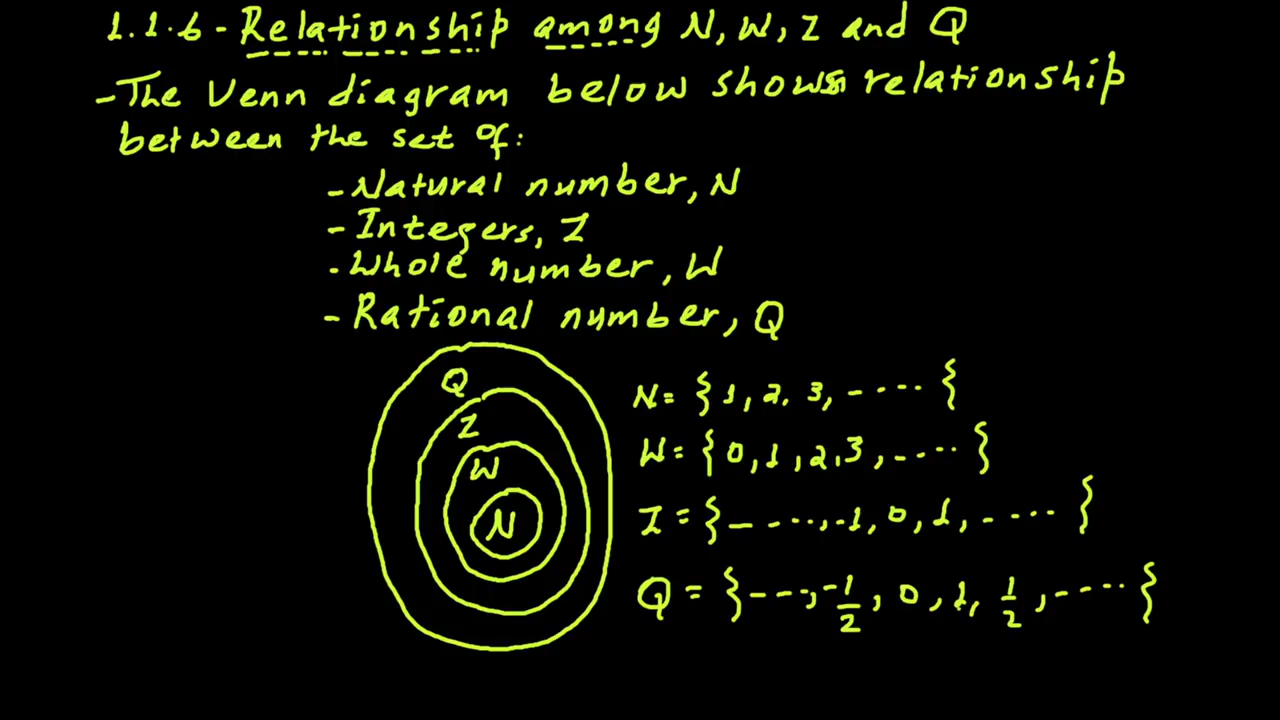 1.1.6 - Relationship among N, W, Z and Q
- The Venn diagram below shows relationship
between the set of:
- Natural number, N
- Integers, Z
- Whole number, W
- Rational number, Q
Q
Z
W
N
N = { 1, 2, 3, - .... }
W = { 0, 1, 2, 3, - .... }
Z = { - ...., -1, 0, 1, - .... }
Q = { - - -, -1/2, 0, 1, 1/2, - .... }